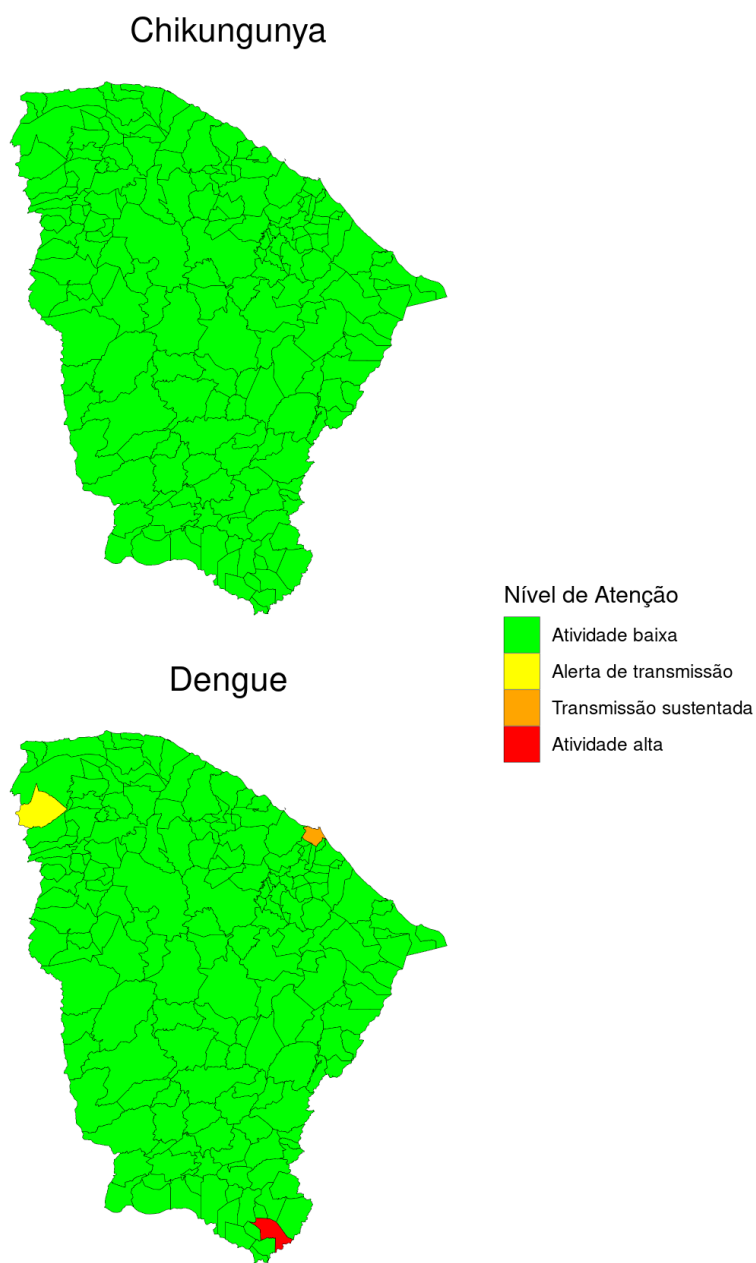 Chikungunya
Nível de Atenção
Atividade baixa
Alerta de transmissão
Transmissão sustentada
Atividade alta
Dengue